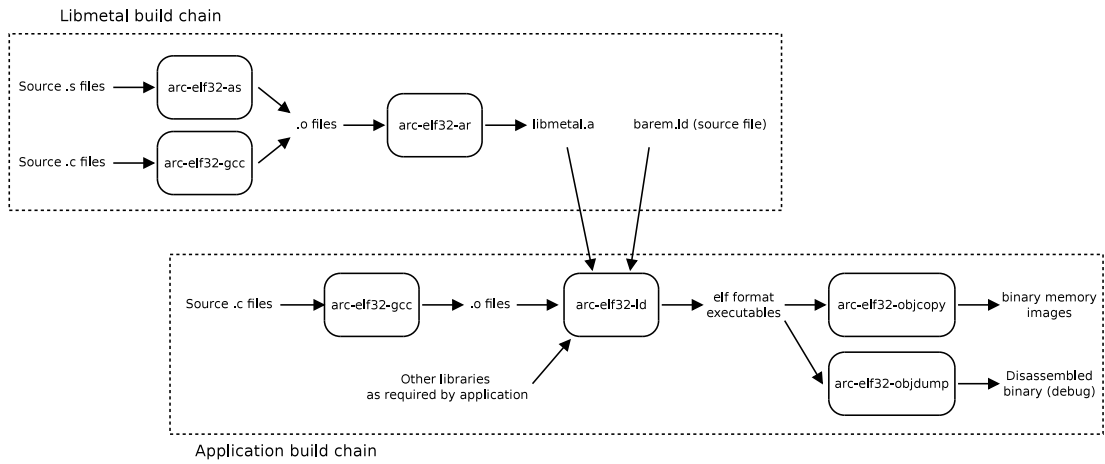 Libmetal build chain
Source .s files
arc-elf32-as
.o files
arc-elf32-ar
libmetal.a
barem.ld (source file)
Source .c files
arc-elf32-gcc
Source .c files
arc-elf32-gcc
.o files
arc-elf32-ld
elf format
executables
arc-elf32-objcopy
binary memory
images
Other libraries
as required by application
arc-elf32-objdump
Disassembled
binary (debug)
Application build chain